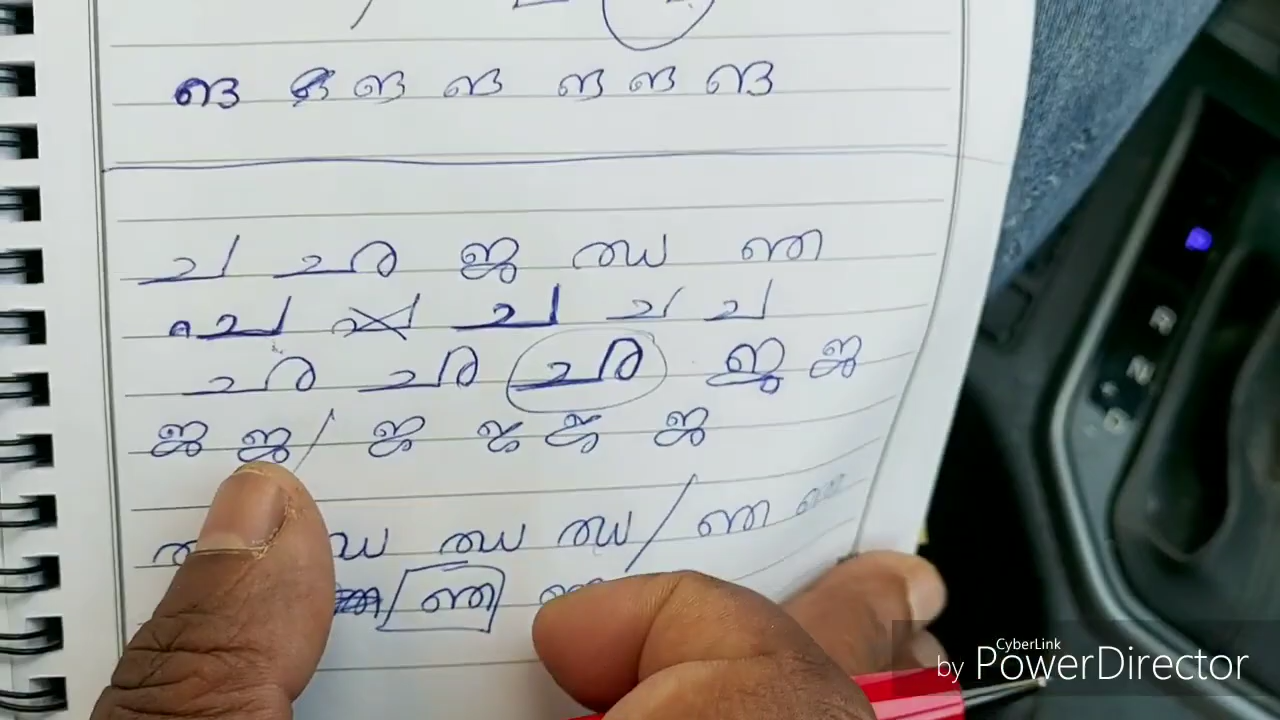 ങ ങ ങ ങ ങ ങ ങ
ച ഛ ജ ഝ ഞ
ച ച ച ച
ഛ ഛ ഛ ജ ജ
ജ ജ / ജ ജ ജ ജ
ഝ ഝ / ഞ ഞ
ഞ
R
N
D
CyberLink
by PowerDirector